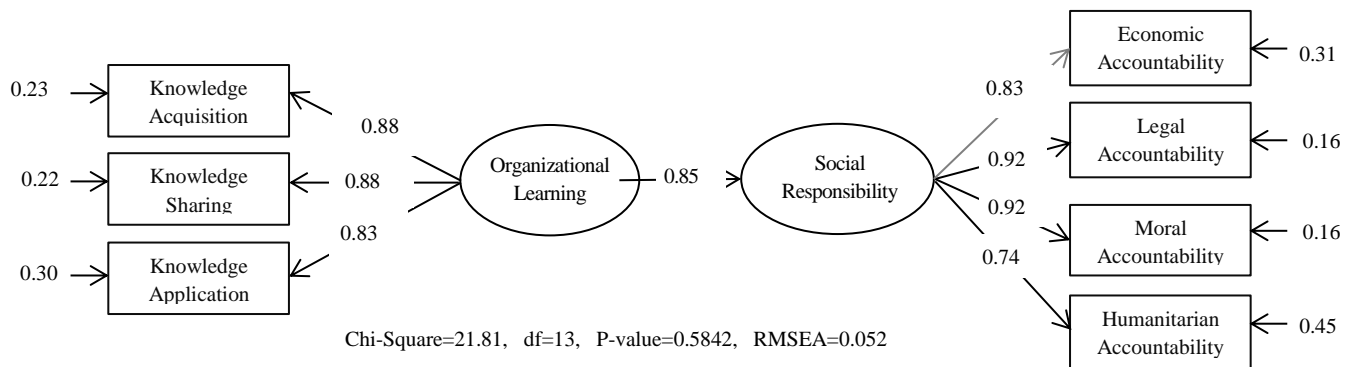 0.23
Knowledge
Acquisition
0.88
0.22
Knowledge
Sharing
0.88
0.30
Knowledge
Application
0.83
Organizational
Learning
0.85
Social
Responsibility
0.83
Economic
Accountability
0.31
0.92
Legal
Accountability
0.16
0.92
Moral
Accountability
0.16
0.74
Humanitarian
Accountability
0.45
Chi-Square=21.81, df=13, P-value=0.5842, RMSEA=0.052